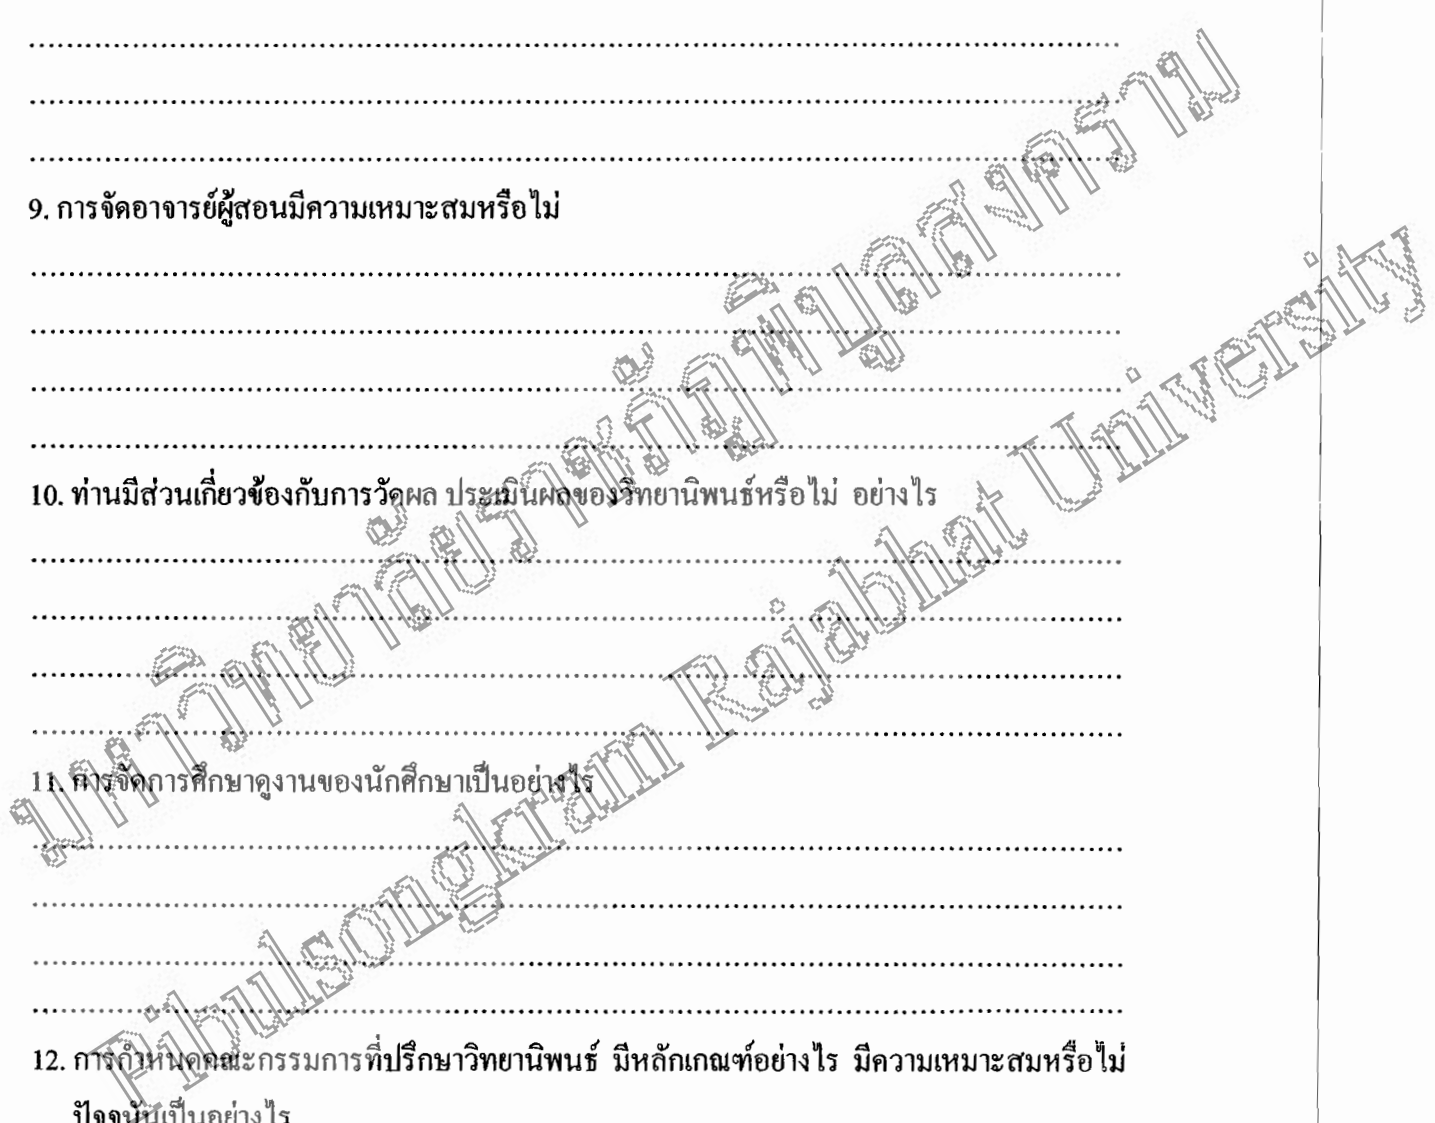 ................................................................................
................................................................................
................................................................................
9. การจัดอาจารย์ผู้สอนมีความเหมาะสมหรือไม่
................................................................................
................................................................................
................................................................................
................................................................................
10. ท่านมีส่วนเกี่ยวข้องกับการวัดผล ประเมินผลของวิทยานิพนธ์หรือไม่ อย่างไร
................................................................................
................................................................................
................................................................................
................................................................................
11. การจัดการศึกษาดูงานของนักศึกษาเป็นอย่างไร
................................................................................
................................................................................
................................................................................
................................................................................
12. การกำหนดคณะกรรมการที่ปรึกษาวิทยานิพนธ์ มีหลักเกณฑ์อย่างไร มีความเหมาะสมหรือไม่
ปัจจุบันเป็นอย่างไร
มหาวิทยาลัยราชภัฏพิบูลสงคราม
Pibulsongkram Rajabhat University